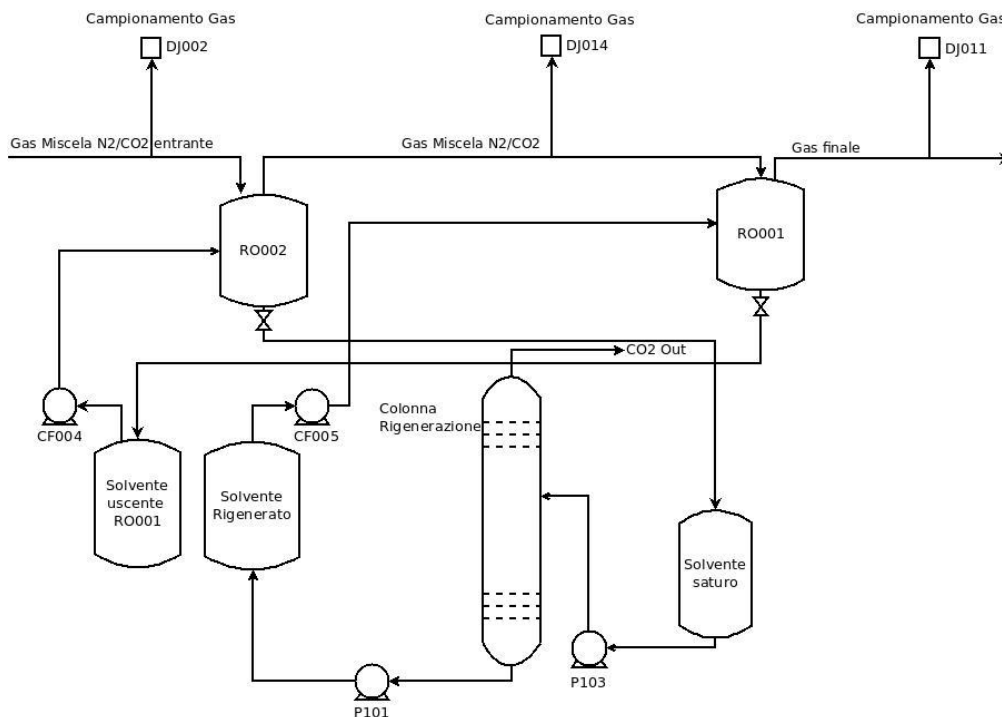 Campionamento Gas
DJ002
Campionamento Gas
DJ014
Campionamento Gas
DJ011
Gas Miscela N2/CO2 entrante
Gas Miscela N2/CO2
Gas finale
RO002
RO001
CO2 Out
Colonna
Rigenerazione
CF004
CF005
Solvente
uscente
RO001
Solvente
Rigenerato
Solvente
saturo
P101
P103